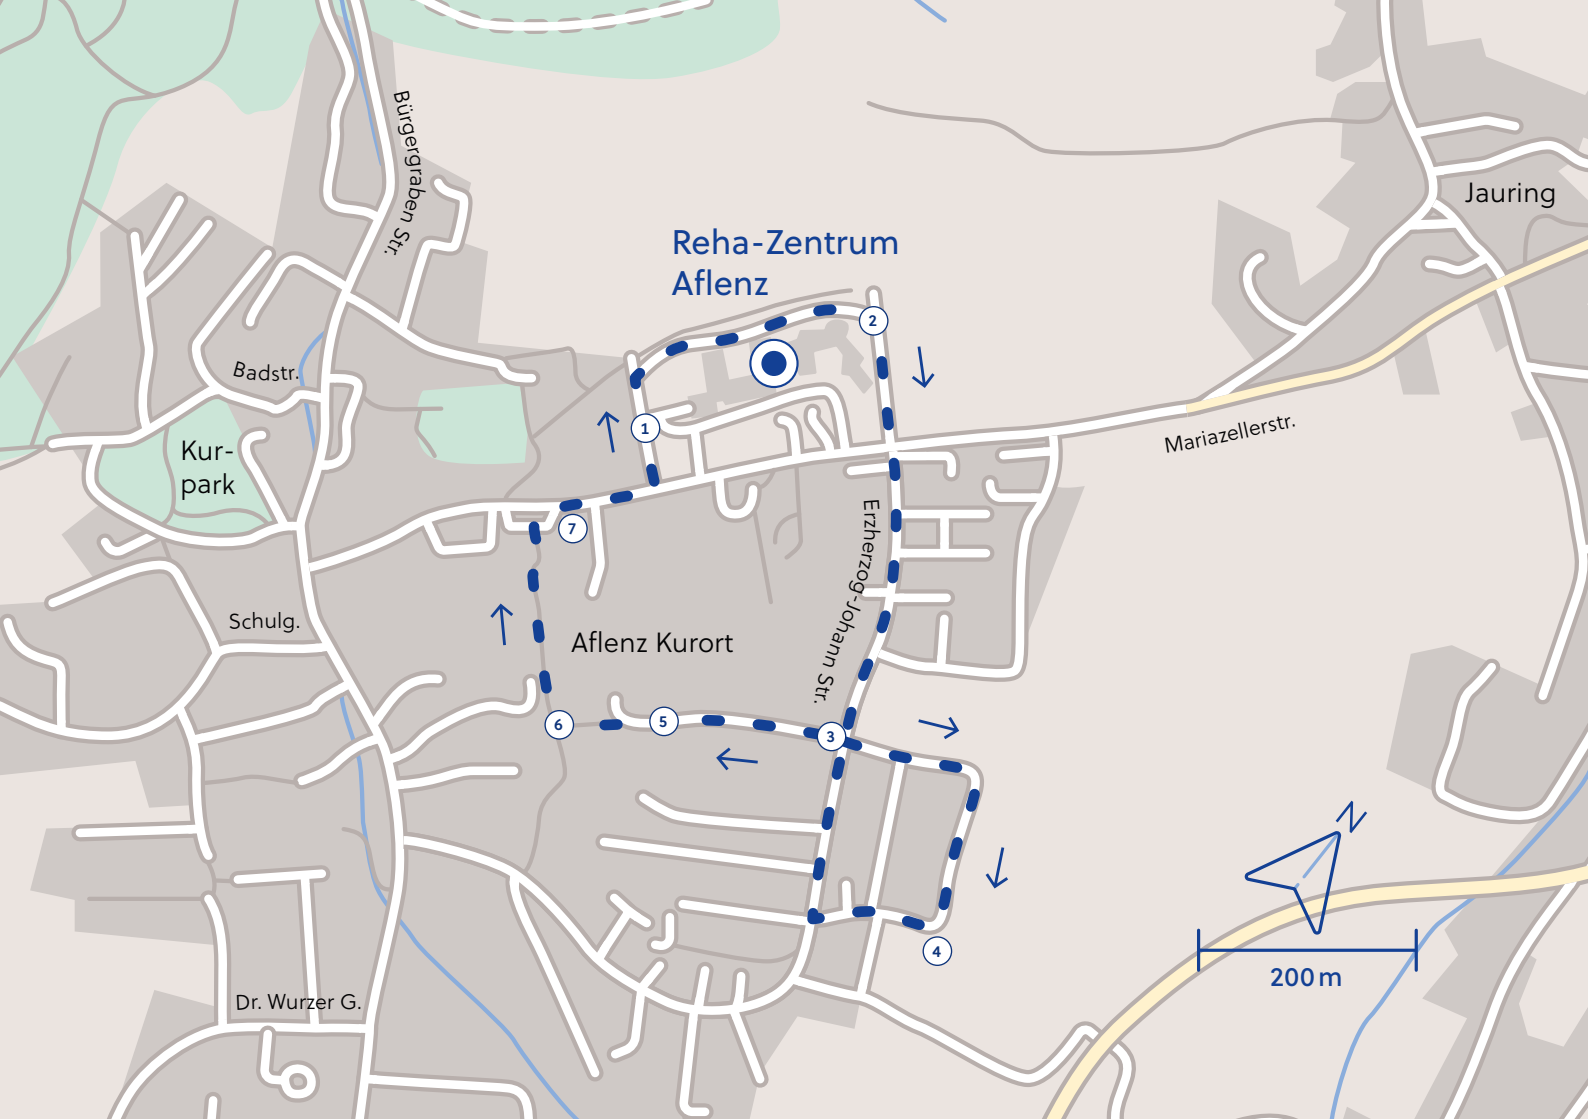 Bürgergraben Str.
Jauring
Reha-Zentrum
Aflenz
2
Badstr.
1
Mariazellerstr.
Kur-
park
7
Erzherzog-Johann Str.
Schulg.
Aflenz Kurort
6
5
3
N
4
200 m
Dr. Wurzer G.